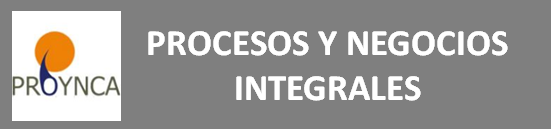 PROYNCA
PROCESOS Y NEGOCIOS
INTEGRALES